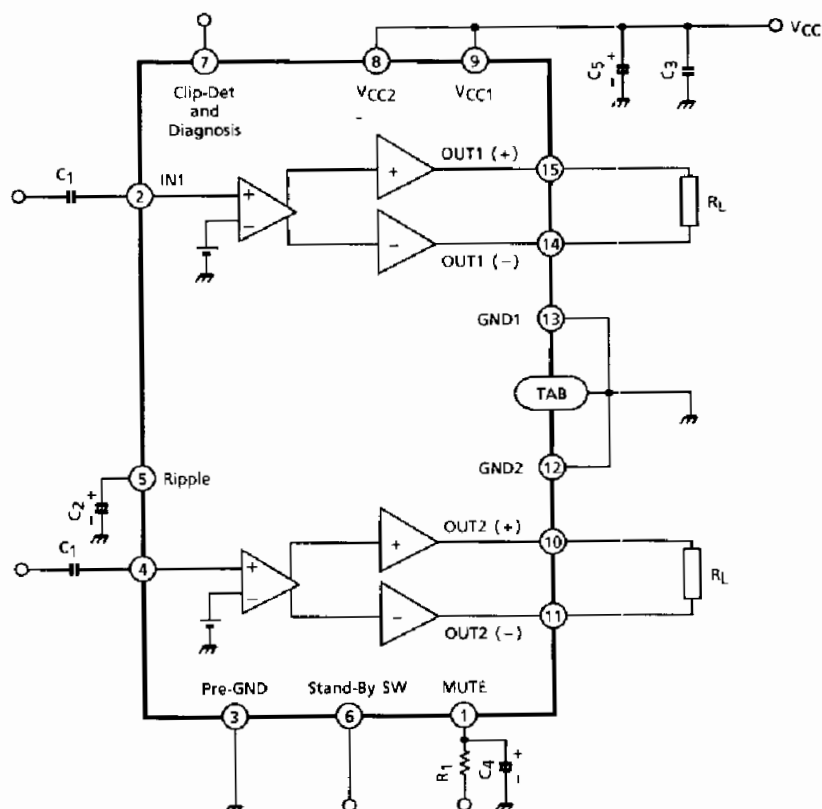 VCC
7
8
9
C5
+
-
C3
Clip-Det
and
Diagnosis
VCC2
VCC1
C1
2
IN1
+
-
+
-
OUT1 (+)
OUT1 (-)
15
14
RL
GND1
13
TAB
5
Ripple
C2
+
-
GND2
12
C1
4
+
-
+
-
OUT2 (+)
OUT2 (-)
10
11
RL
Pre-GND
Stand-By SW
MUTE
3
6
1
R1
C4
+
-